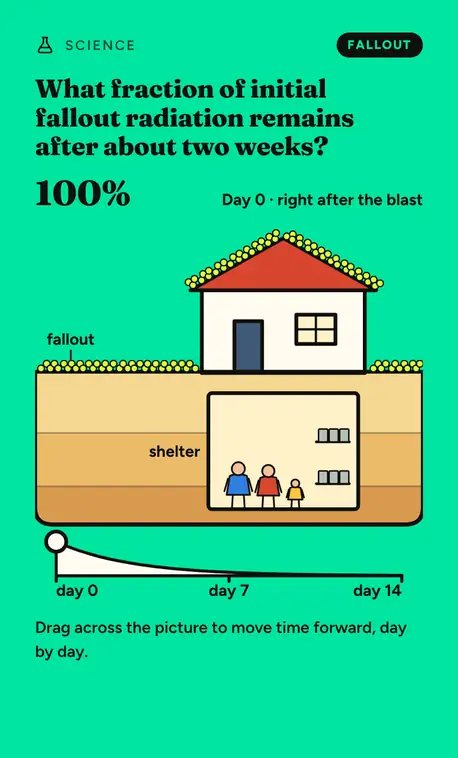 SCIENCE
FALLOUT
What fraction of initial
fallout radiation remains
after about two weeks?
100%
Day 0 · right after the blast
fallout
shelter
day 0
day 7
day 14
Drag across the picture to move time forward, day
by day.